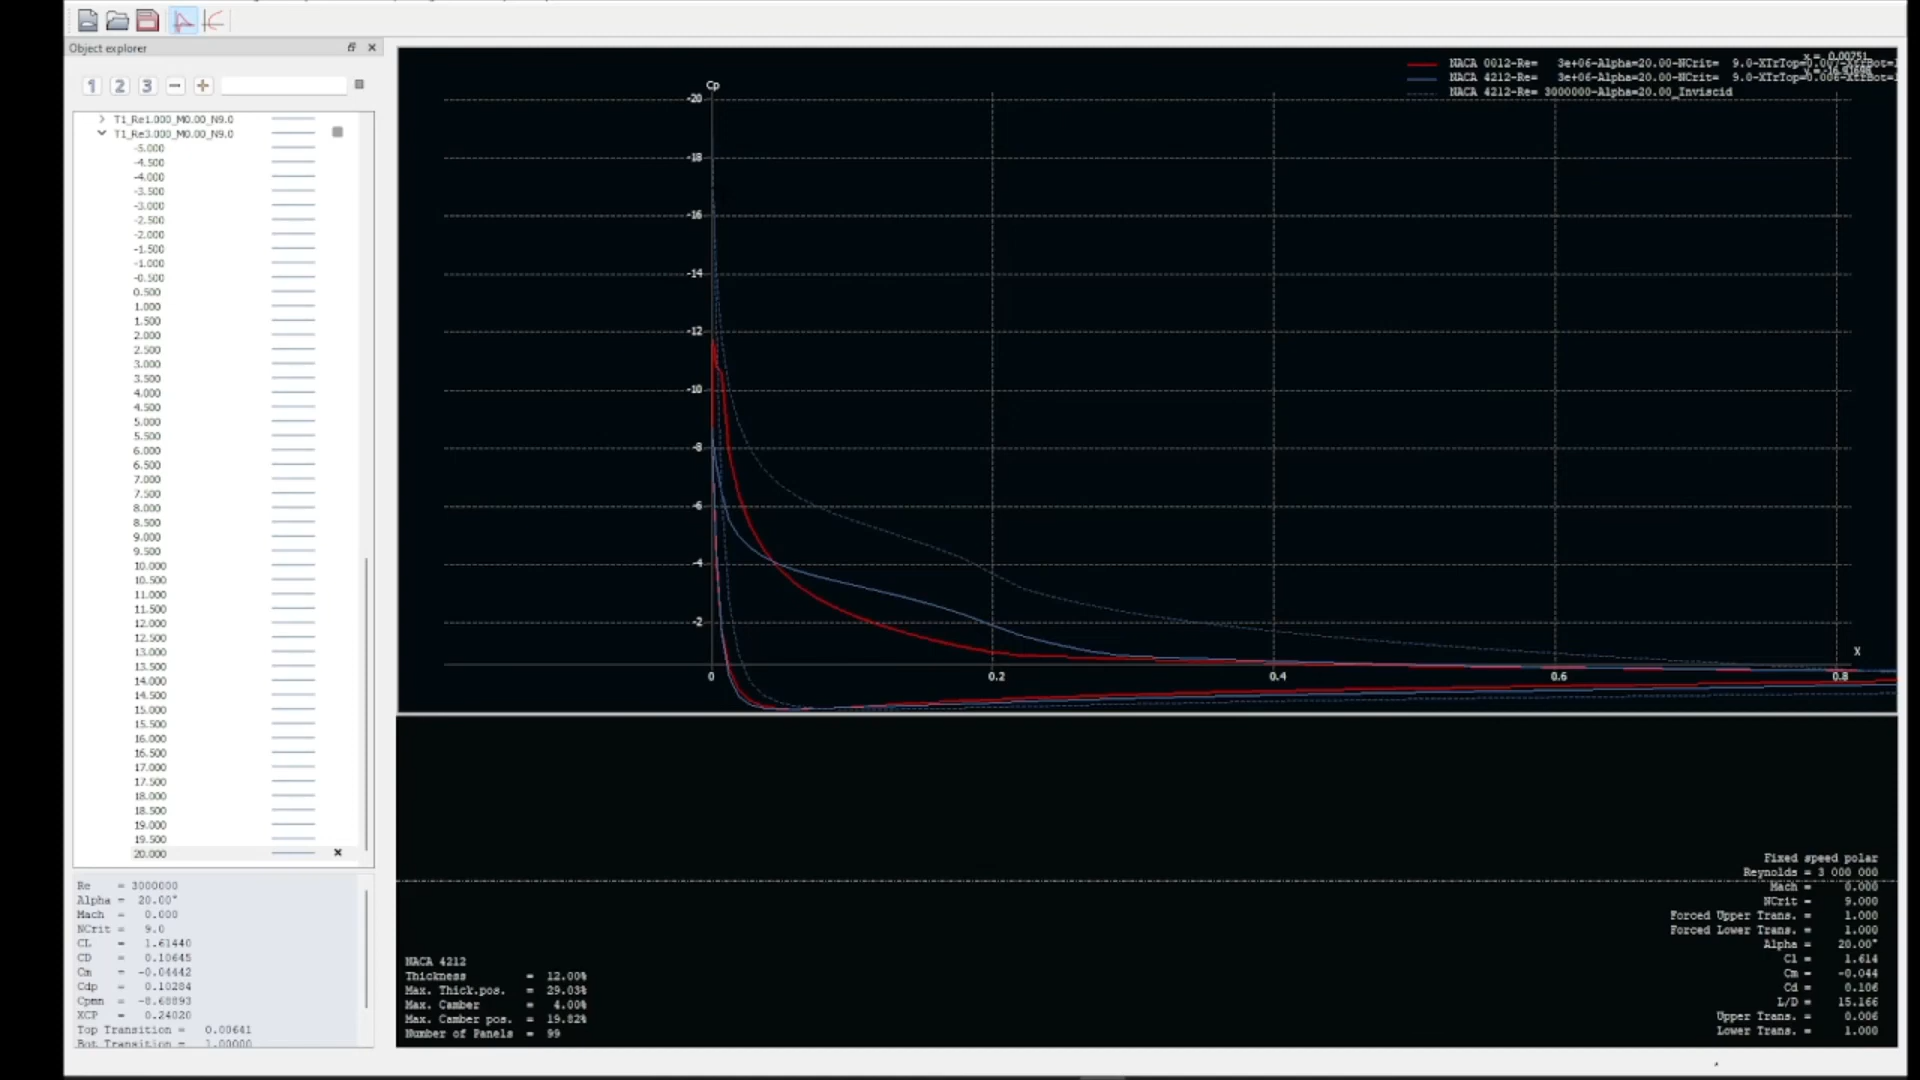 Object explorer
1 2 3
T1_Re1.000_M0.00_N9.0
T1_Re3.000_M0.00_N9.0
-5.000
-4.500
-4.000
-3.500
-3.000
-2.500
-2.000
-1.500
-1.000
-0.500
0.500
1.000
1.500
2.000
2.500
3.000
3.500
4.000
4.500
5.000
5.500
6.000
6.500
7.000
7.500
8.000
8.500
9.000
9.500
10.000
10.500
11.000
11.500
12.000
12.500
13.000
13.500
14.000
14.500
15.000
15.500
16.000
16.500
17.000
17.500
18.000
18.500
19.000
19.500
20.000
Re = 3000000
Alpha = 20.00°
Mach = 0.000
NCrit = 9.0
CL = 1.61440
CD = 0.10645
Cm = -0.04442
Cdp = 0.10284
Cpmn = -8.68893
XCP = 0.24020
Top Transition = 0.00641
Bot Transition = 1.00000
Cp
x = 0.00751
NACA 0012-Re= 3e+06-Alpha=20.00-NCrit= 9.0-XTrTop=
NACA 4212-Re= 3e+06-Alpha=20.00-NCrit= 9.0-XTrTop=0.006-XtrBot=
NACA 4212-Re= 3000000-Alpha=20.00_Inviscid
-20
-18
-16
-14
-12
-10
-8
-6
-4
-2
X
0 0.2 0.4 0.6 0.8
NACA 4212
Thickness = 12.00%
Max. Thick.pos. = 29.03%
Max. Camber = 4.00%
Max. Camber pos. = 19.82%
Number of Panels = 99
Fixed speed polar
Reynolds = 3 000 000
Mach = 0.000
NCrit = 9.000
Forced Upper Trans. = 1.000
Forced Lower Trans. = 1.000
Alpha = 20.00°
Cl = 1.614
Cm = -0.044
Cd = 0.106
L/D = 15.166
Upper Trans. = 0.006
Lower Trans. = 1.000